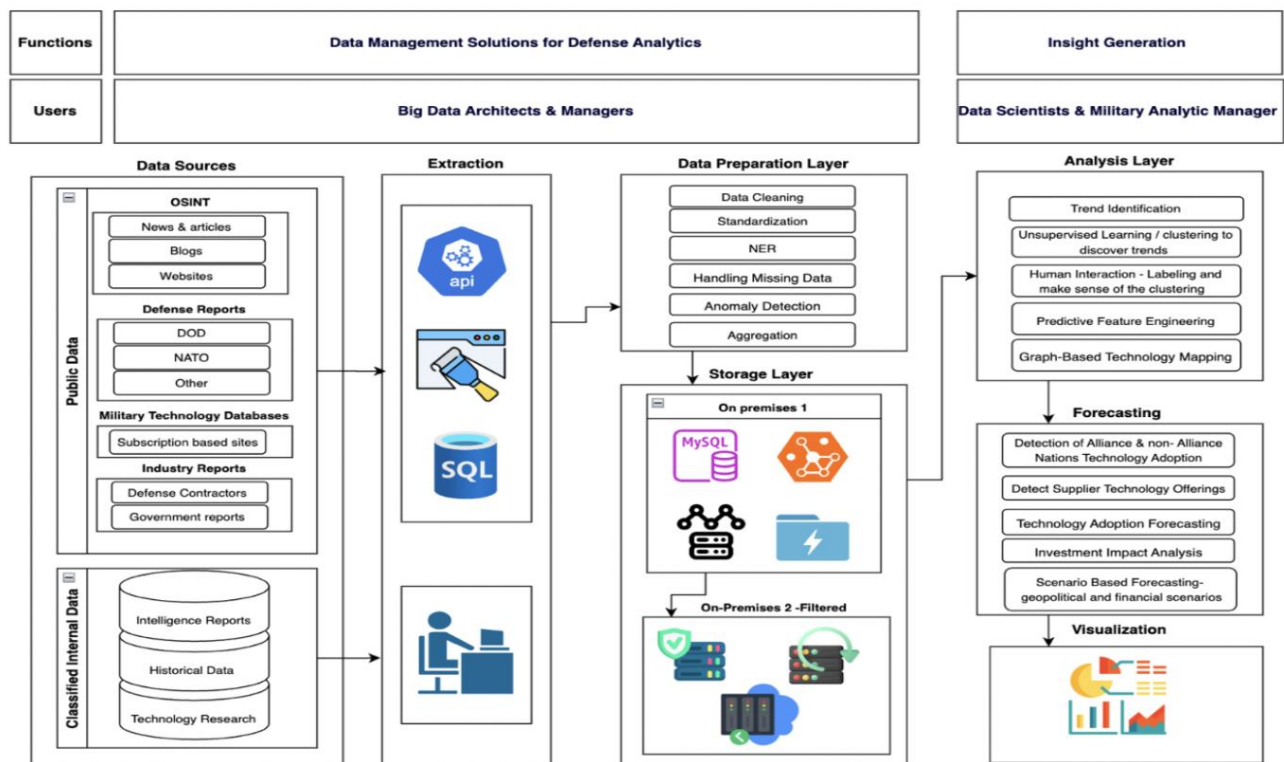 Functions
Data Management Solutions for Defense Analytics
Insight Generation
Users
Big Data Architects & Managers
Data Scientists & Military Analytic Manager
Data Sources
Public Data
OSINT
News & articles
Blogs
Websites
Defense Reports
DOD
NATO
Other
Military Technology Databases
Subscription based sites
Industry Reports
Defense Contractors
Government reports
Classified Internal Data
Intelligence Reports
Historical Data
Technology Research
Extraction
api
SQL
Data Preparation Layer
Data Cleaning
Standardization
NER
Handling Missing Data
Anomaly Detection
Aggregation
Storage Layer
On premises 1
MySQL
On-Premises 2 -Filtered
Analysis Layer
Trend Identification
Unsupervised Learning / clustering to
discover trends
Human Interaction - Labeling and
make sense of the clustering
Predictive Feature Engineering
Graph-Based Technology Mapping
Forecasting
Detection of Alliance & non- Alliance
Nations Technology Adoption
Detect Supplier Technology Offerings
Technology Adoption Forecasting
Investment Impact Analysis
Scenario Based Forecasting-
geopolitical and financial scenarios
Visualization